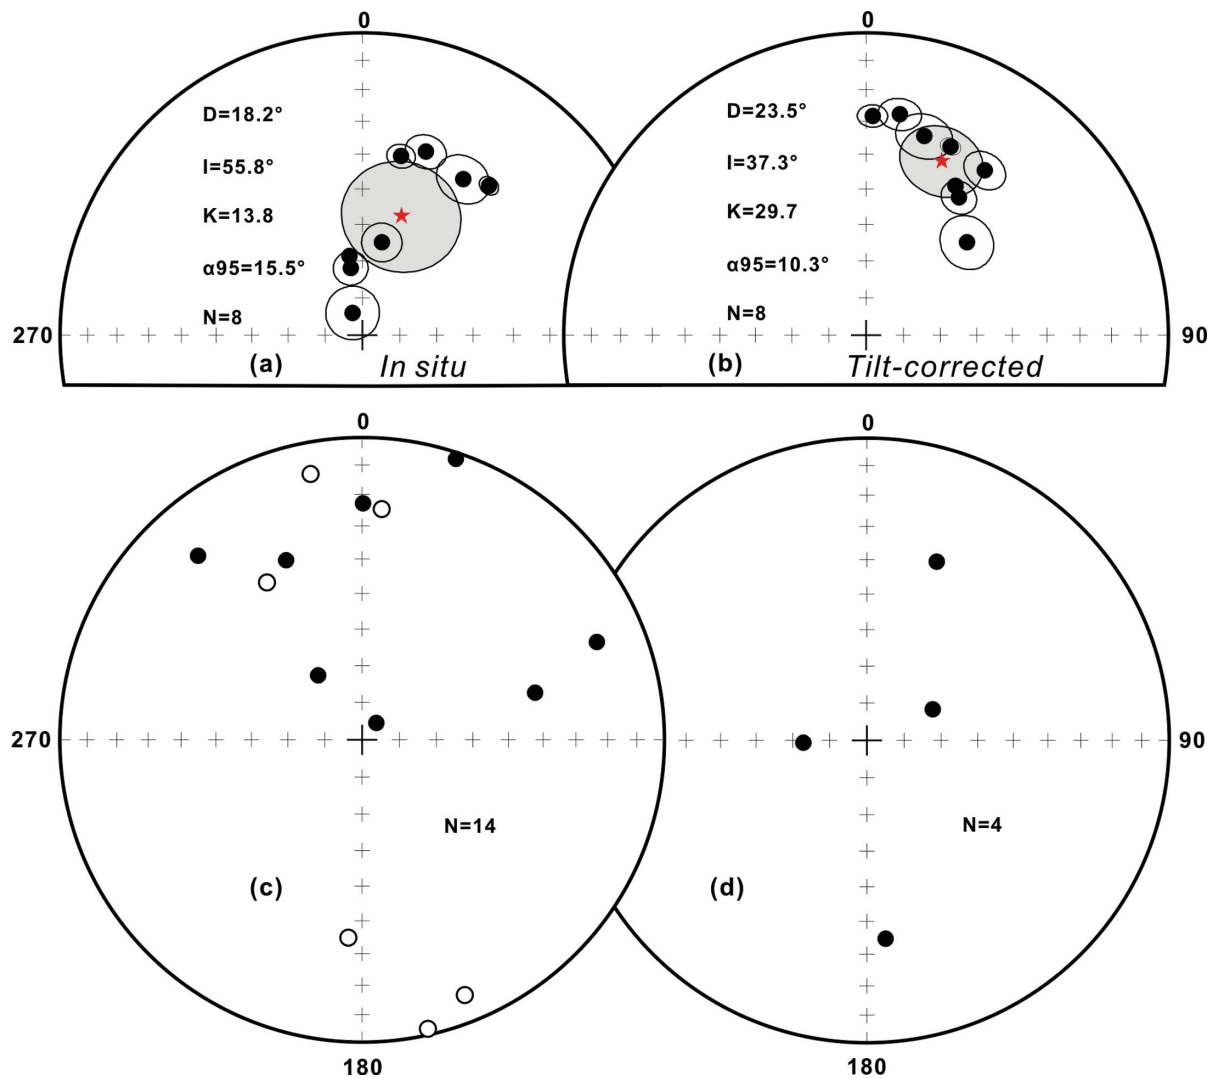 0
D=18.2°
I=55.8°
K=13.8
α95=15.5°
N=8
270
(a)
In situ
0
D=23.5°
I=37.3°
K=29.7
α95=10.3°
N=8
90
(b)
Tilt-corrected
0
270
N=14
(c)
180
0
90
N=4
(d)
180